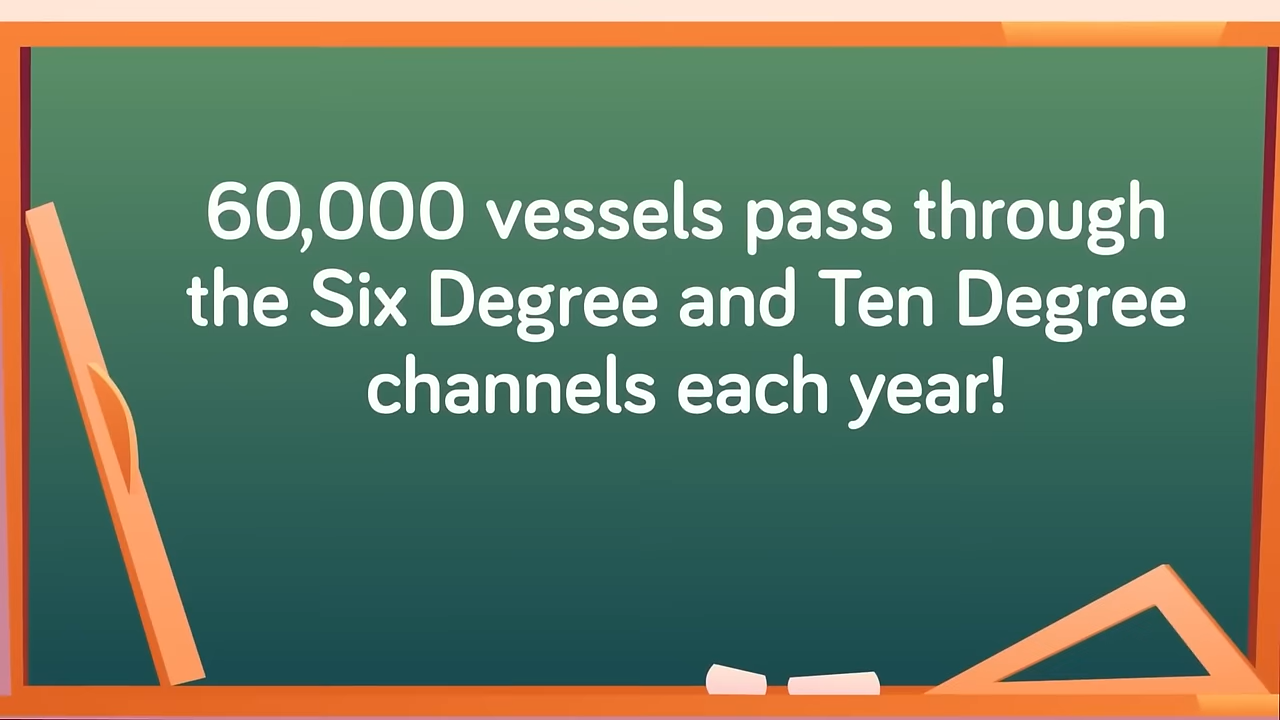 60,000 vessels pass through
the Six Degree and Ten Degree
channels each year!